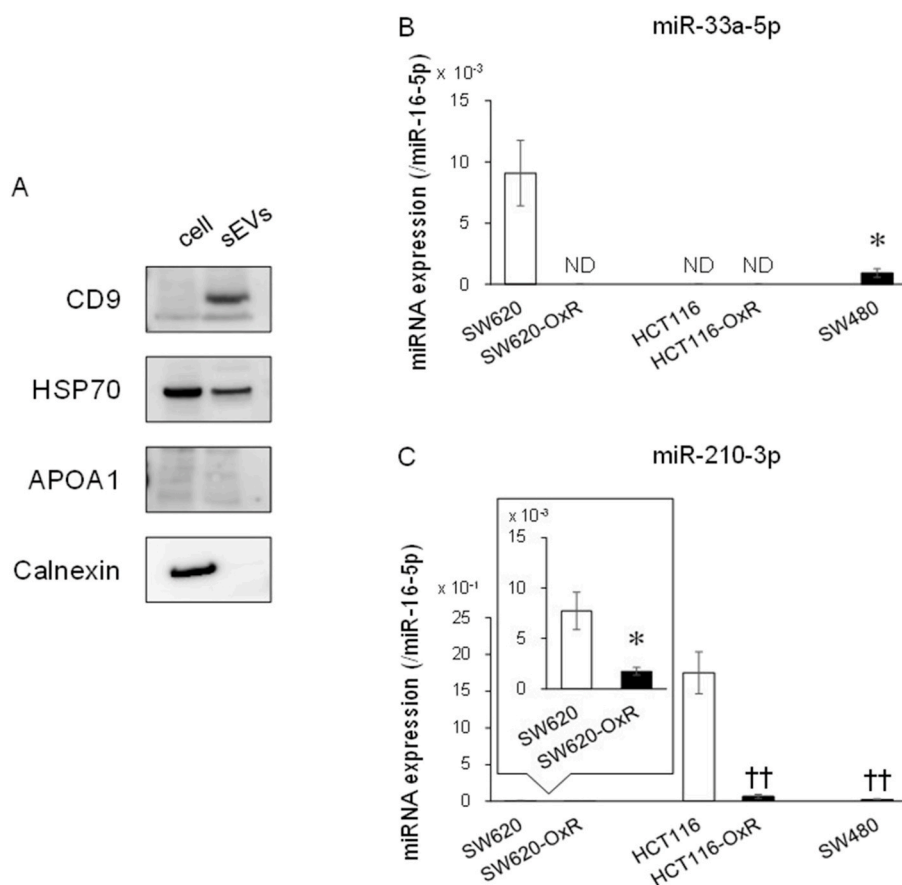 A
cell sEVs
CD9
HSP70
APOA1
Calnexin
B
miR-33a-5p
miRNA expression (/miR-16-5p)
x 10-3
15
10
5
0
ND
ND
ND
*
SW620
SW620-OxR
HCT116
HCT116-OxR
SW480
C
miR-210-3p
miRNA expression (/miR-16-5p)
x 10-1
25
20
15
10
5
0
x 10-3
15
10
5
0
*
SW620
SW620-OxR
††
††
SW620
SW620-OxR
HCT116
HCT116-OxR
SW480